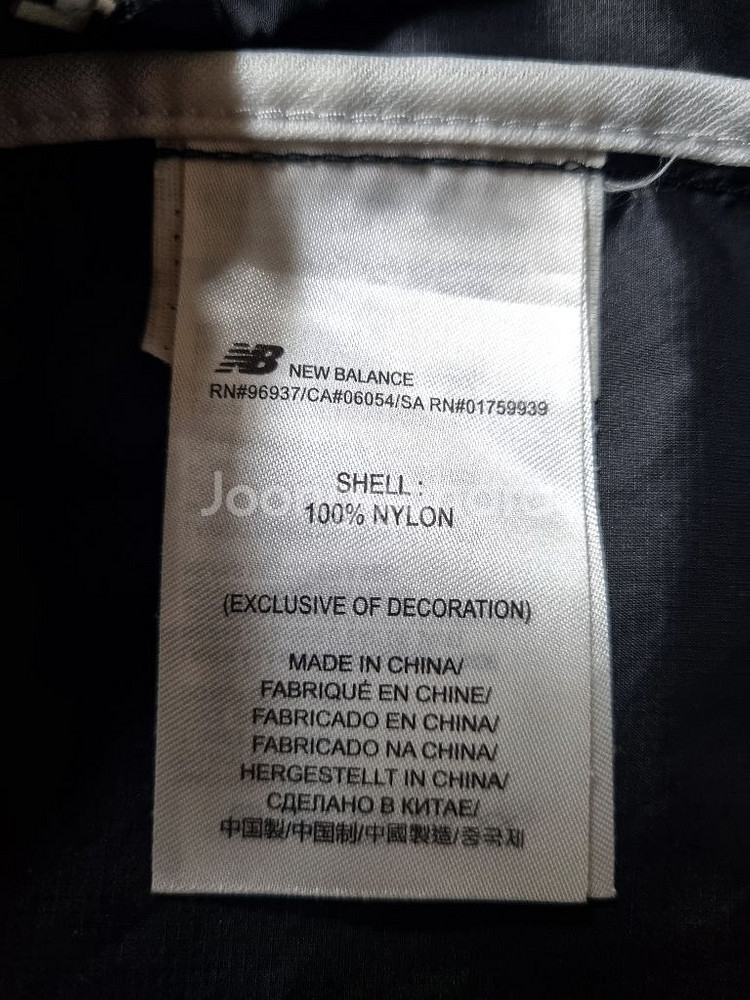 NB NEW BALANCE
RN#96937/CA#06054/SA RN#01759939
SHELL :
100% NYLON
(EXCLUSIVE OF DECORATION)
MADE IN CHINA/
FABRIQUÉ EN CHINE/
FABRICADO EN CHINA/
FABRICADO NA CHINA/
HERGESTELLT IN CHINA/
СДЕЛАНО В КИТАЕ/
中国製/中国制/中國製造/중국제